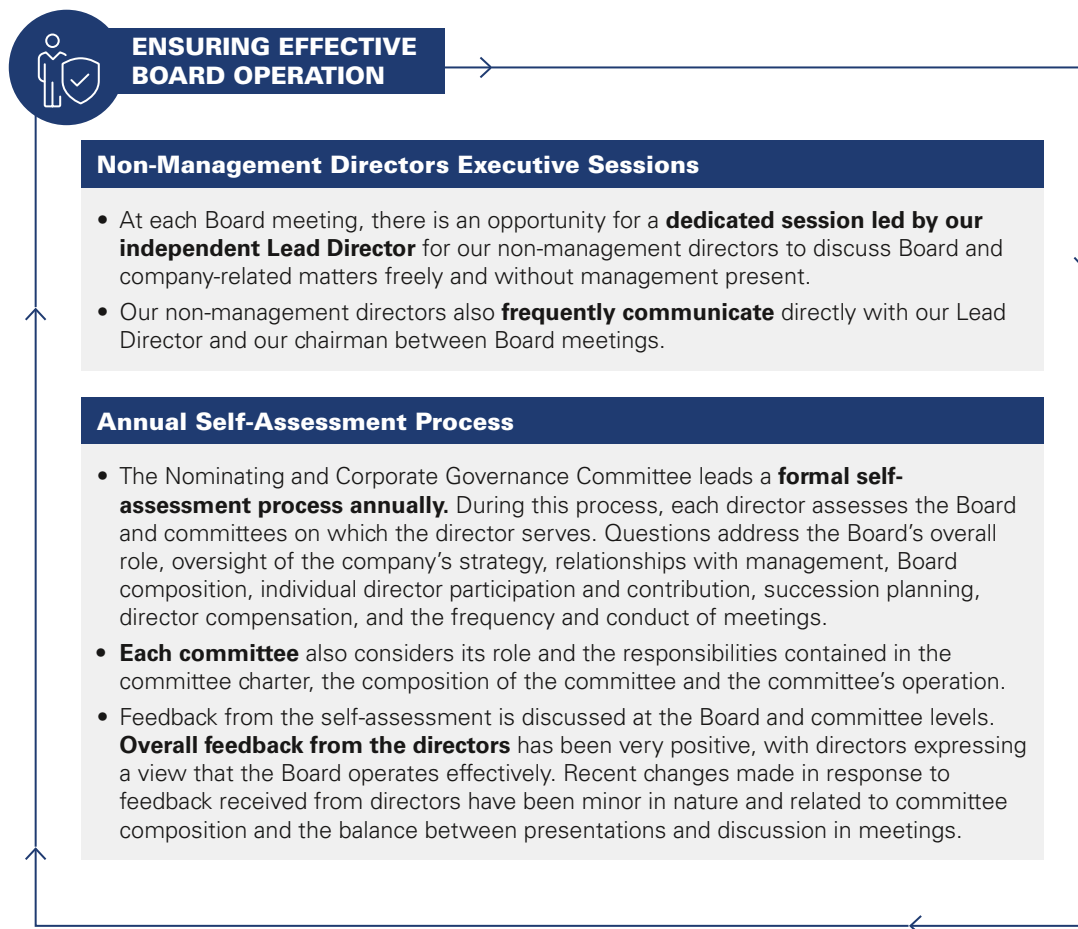 ENSURING EFFECTIVE
BOARD OPERATION
Non-Management Directors Executive Sessions
• At each Board meeting, there is an opportunity for a dedicated session led by our
independent Lead Director for our non-management directors to discuss Board and
company-related matters freely and without management present.
• Our non-management directors also frequently communicate directly with our Lead
Director and our chairman between Board meetings.
Annual Self-Assessment Process
• The Nominating and Corporate Governance Committee leads a formal self-
assessment process annually. During this process, each director assesses the Board
and committees on which the director serves. Questions address the Board’s overall
role, oversight of the company’s strategy, relationships with management, Board
composition, individual director participation and contribution, succession planning,
director compensation, and the frequency and conduct of meetings.
• Each committee also considers its role and the responsibilities contained in the
committee charter, the composition of the committee and the committee’s operation.
• Feedback from the self-assessment is discussed at the Board and committee levels.
Overall feedback from the directors has been very positive, with directors expressing
a view that the Board operates effectively. Recent changes made in response to
feedback received from directors have been minor in nature and related to committee
composition and the balance between presentations and discussion in meetings.